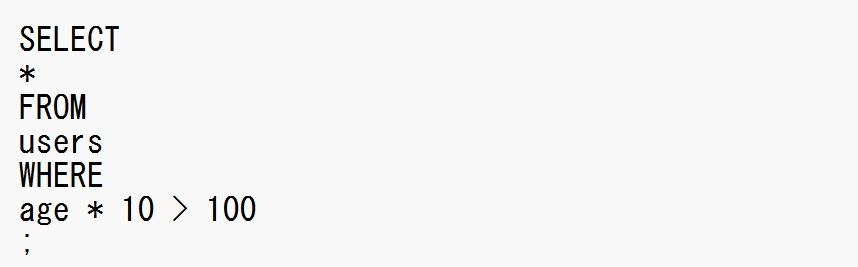 SELECT
*
FROM
users
WHERE
age * 10 > 100
;